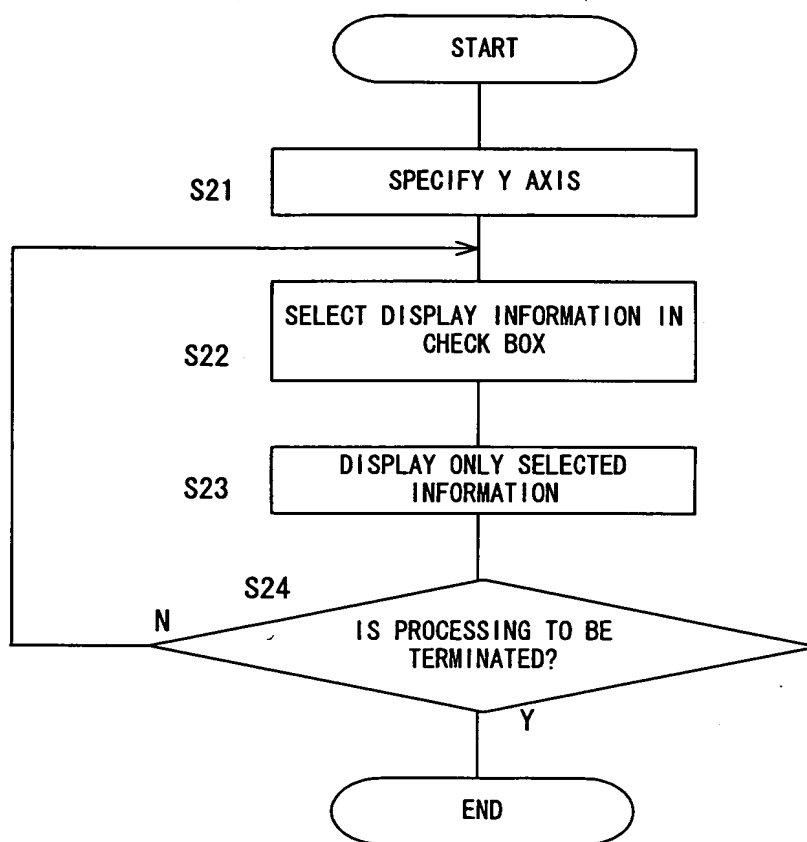 START
S21
SPECIFY Y AXIS
S22
SELECT DISPLAY INFORMATION IN
CHECK BOX
S23
DISPLAY ONLY SELECTED
INFORMATION
S24
N
IS PROCESSING TO BE
TERMINATED?
Y
END